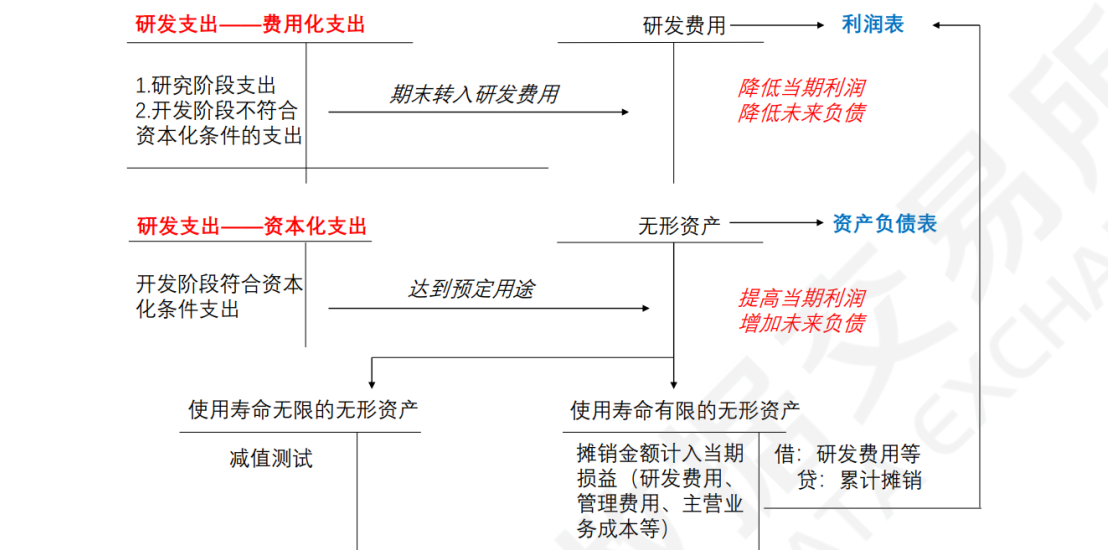 研发支出——费用化支出
研发费用
利润表
1.研究阶段支出
2.开发阶段不符合
资本化条件的支出
期末转入研发费用
降低当期利润
降低未来负债
研发支出——资本化支出
无形资产
资产负债表
开发阶段符合资本
化条件支出
达到预定用途
提高当期利润
增加未来负债
使用寿命无限的无形资产
使用寿命有限的无形资产
减值测试
摊销金额计入当期
损益（研发费用、
管理费用、主营业
务成本等）
借：研发费用等
贷：累计摊销
据交易所
DATA EXCHA